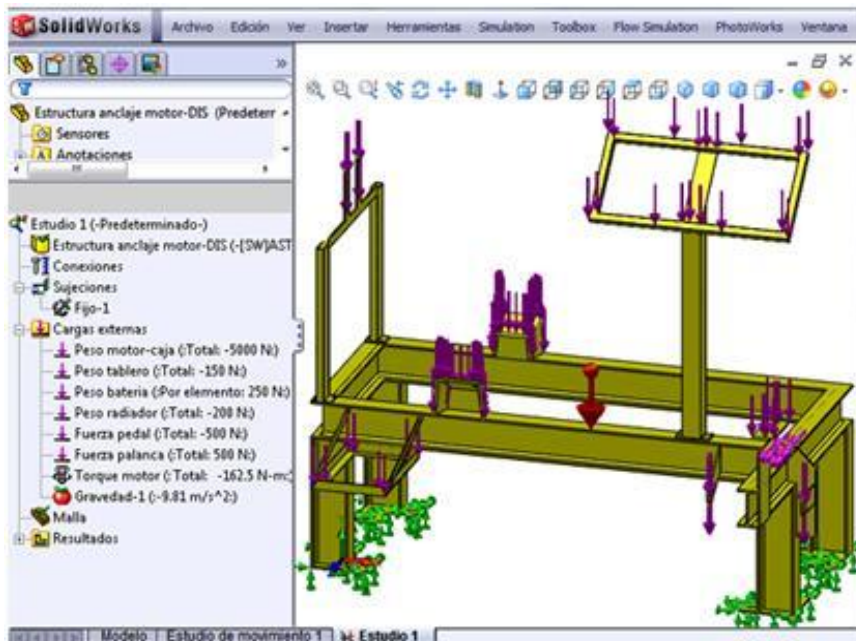 SolidWorks Archivo Edición Ver Insertar Herramientas Simulation Toolbox Flow Simulation PhotoWorks Ventana
Estructura anclaje motor-DIS (Predeterr
Sensores
Anotaciones
Estudio 1 (-Predeterminado-)
Estructura anclaje motor-DIS (-[SW]AST
Conexiones
Sujeciones
Fijo-1
Cargas externas
Peso motor-caja (:Total: -5000 N:)
Peso tablero (:Total: -150 N:)
Peso bateria (:Por elemento: 250 N:)
Peso radiador (:Total: -200 N:)
Fuerza pedal (:Total: -500 N:)
Fuerza palanca (:Total: 500 N:)
Torque motor (:Total: -162.5 N-m:
Gravedad-1 (:-9.81 m/s^2:)
Malla
Resultados
Modelo Estudio de movimiento 1 Estudio 1